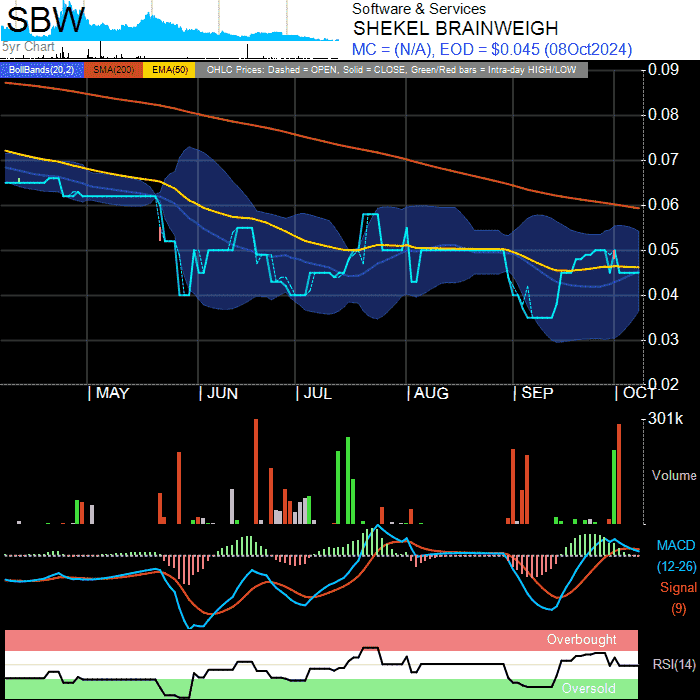 SBW
5yr Chart
Software & Services
SHEKEL BRAINWEIGH
MC = (N/A), EOD = $0.045 (08Oct2024)
BollBands(20,2) SMA(200) EMA(50) OHLC Prices: Dashed = OPEN, Solid = CLOSE, Green/Red bars = Intra-day HIGH/LOW
0.09
0.08
0.07
0.06
0.05
0.04
0.03
0.02
MAY JUN JUL AUG SEP OCT
301k
Volume
MACD
(12-26)
Signal
(9)
Overbought
RSI(14)
Oversold